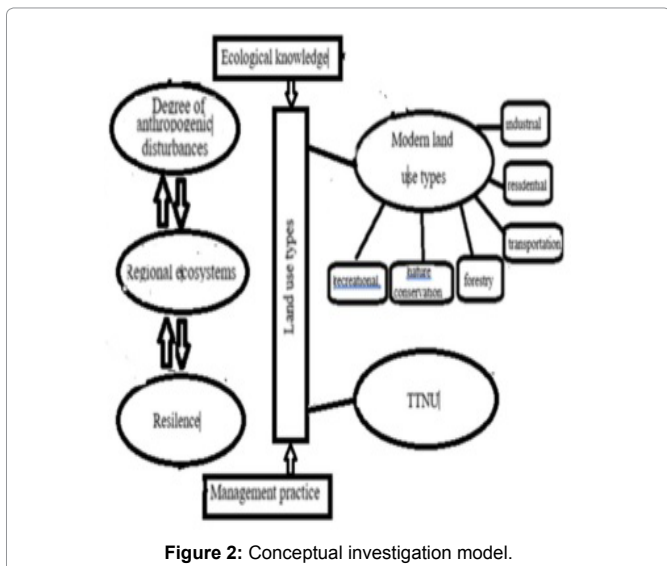 Ecological knowledge
Degree of
anthropogenic
disturbances
Modern land
use types
industrial
residential
transportation
forestry
nature
conservation
recreational
Regional ecosystems
Land use types
Resilence
TTNU
Management practice
Figure 2: Conceptual investigation model.